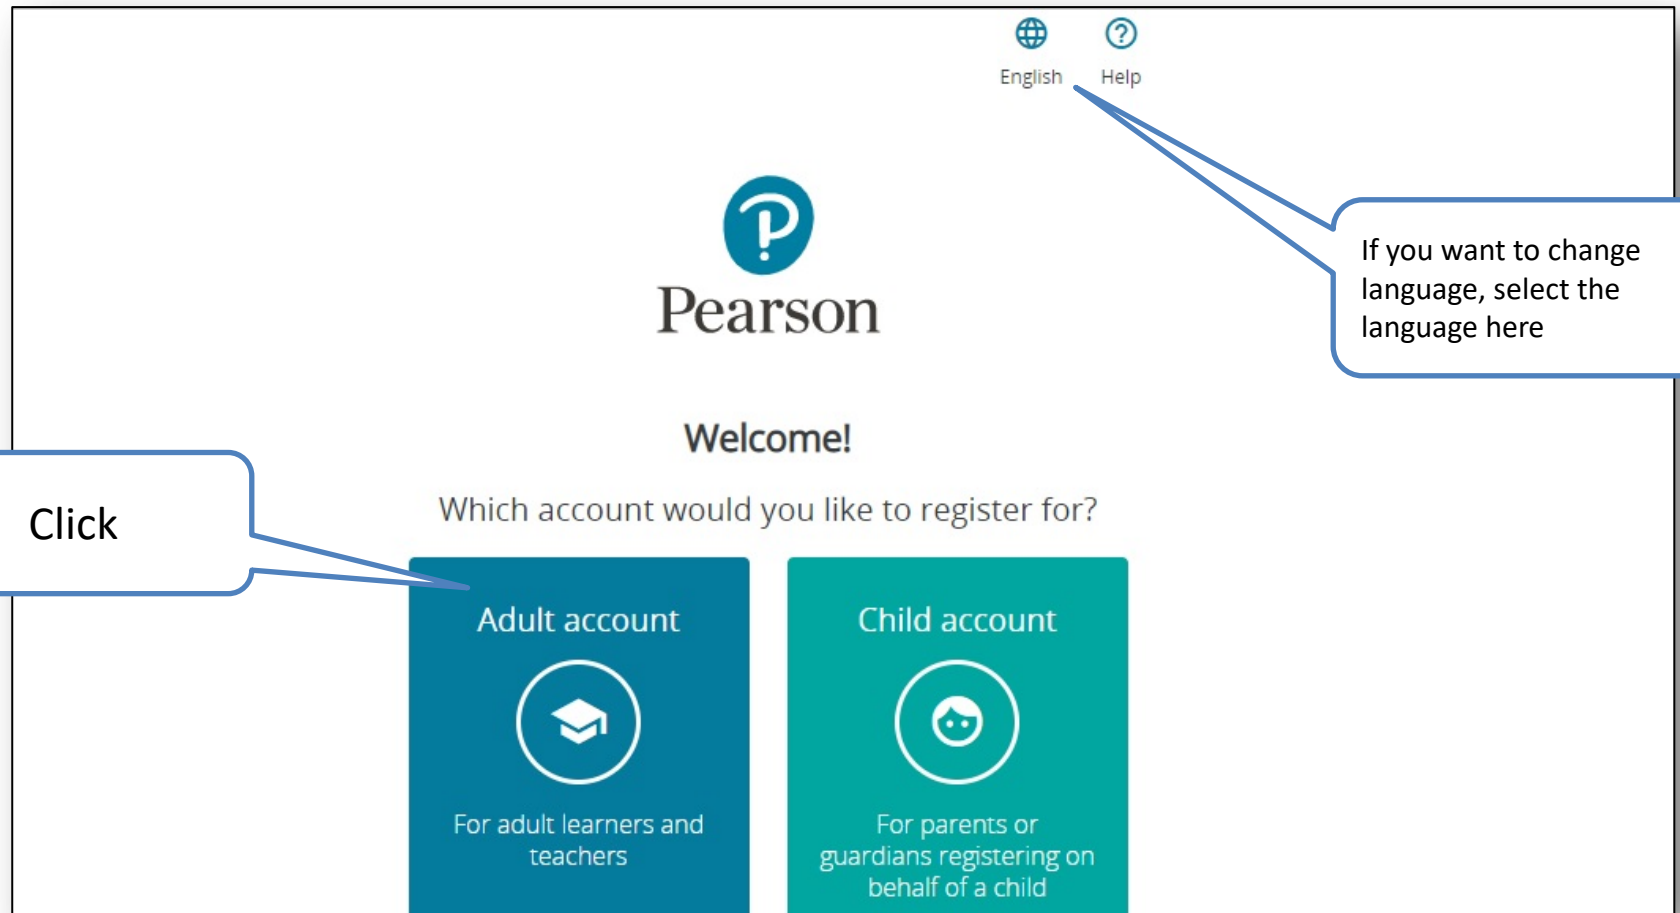 English Help
Pearson
If you want to change
language, select the
language here
Welcome!
Which account would you like to register for?
Click
Adult account
For adult learners and
teachers
Child account
For parents or
guardians registering on
behalf of a child